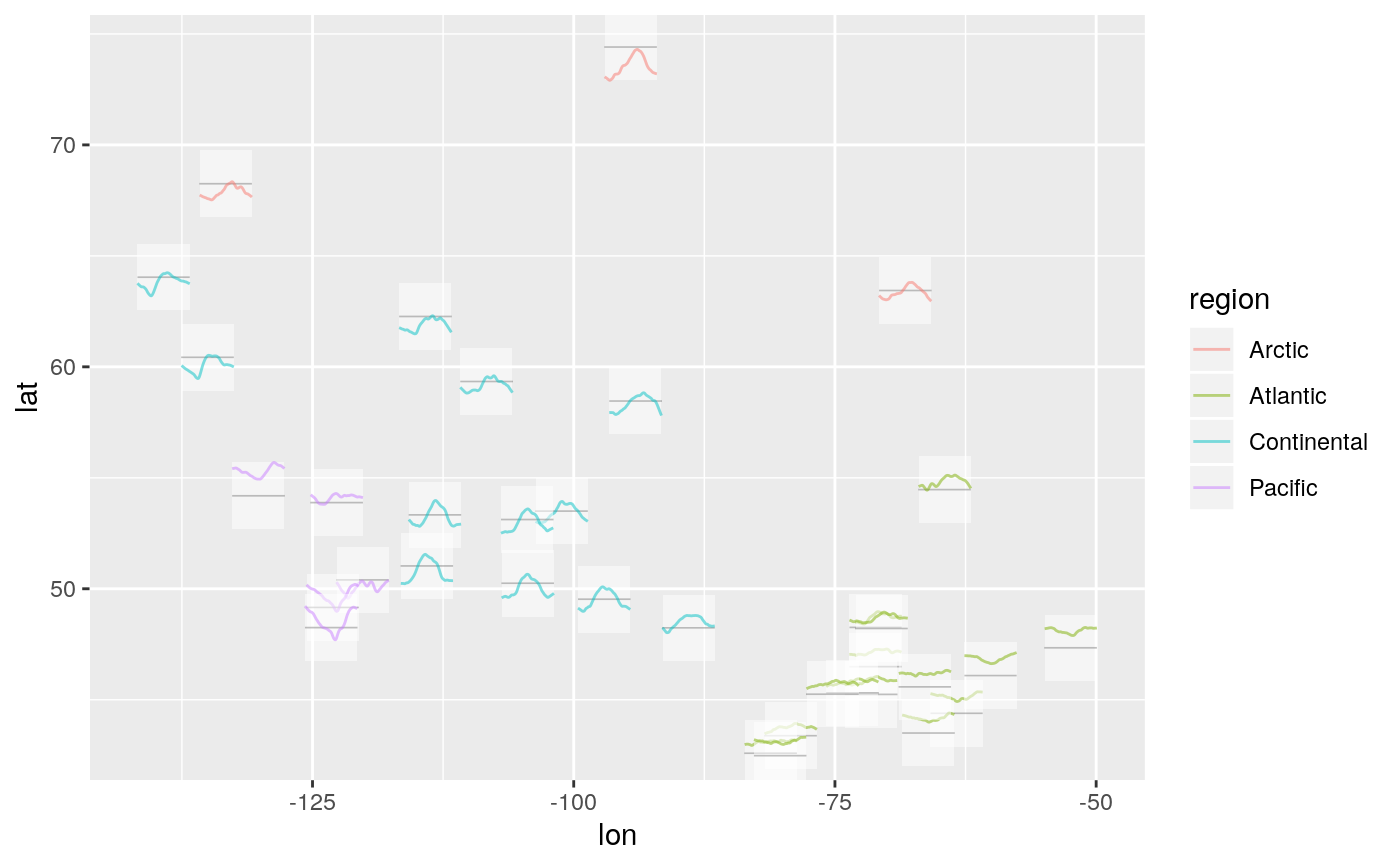 70
60
50
lat
-125
-100
-75
-50
lon
region
Arctic
Atlantic
Continental
Pacific